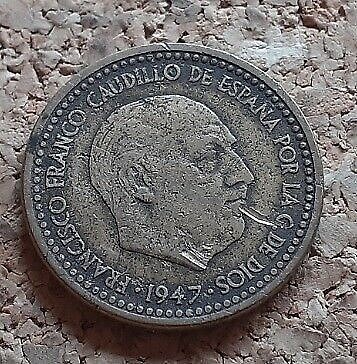 FRANCISCO FRANCO CAUDILLO DE ESPAÑA POR LA G. DE DIOS
1947